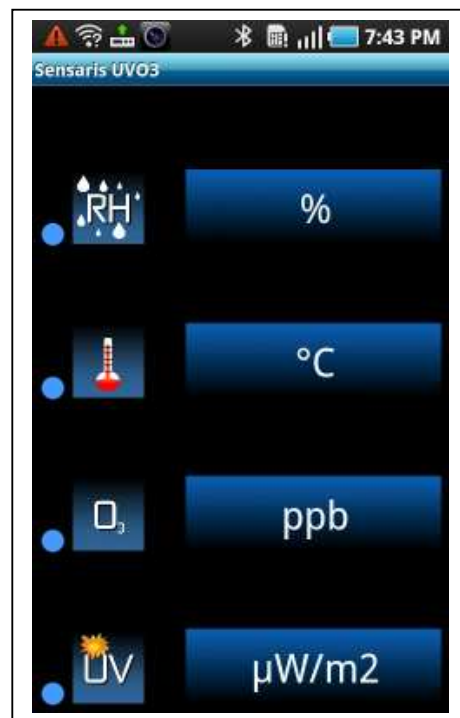 7:43 PM
Sensaris UVO3
RH %
°C
O₃ ppb
UV µW/m2